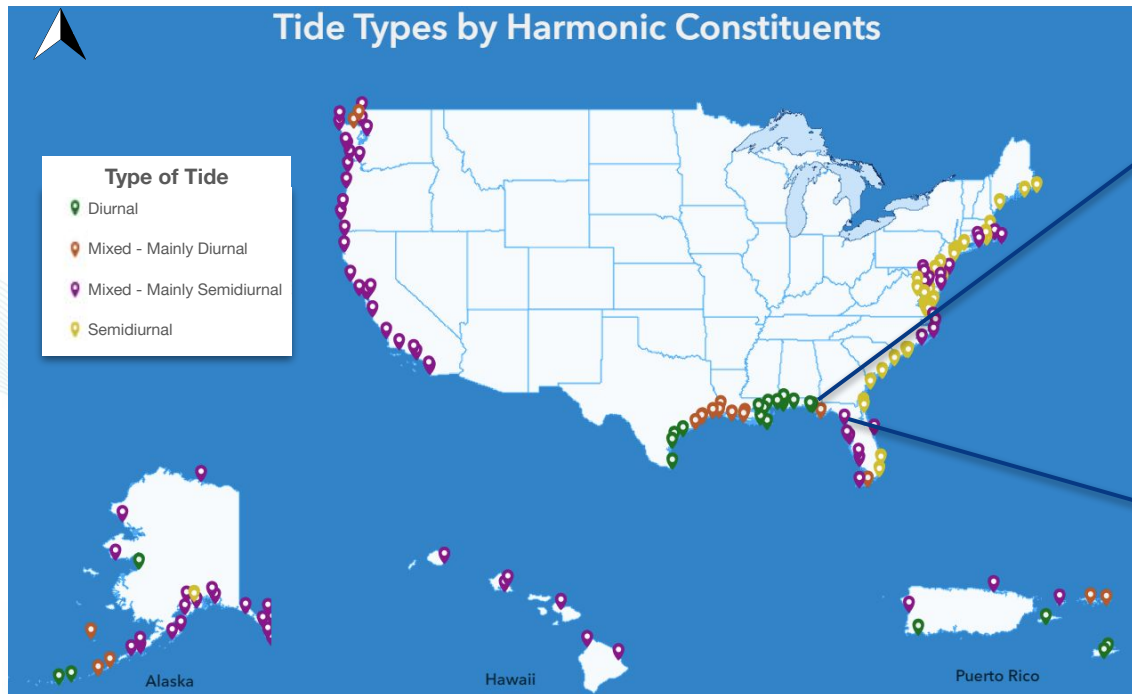 Tide Types by Harmonic Constituents
Type of Tide
Diurnal
Mixed - Mainly Diurnal
Mixed - Mainly Semidiurnal
Semidiurnal
Alaska
Hawaii
Puerto Rico